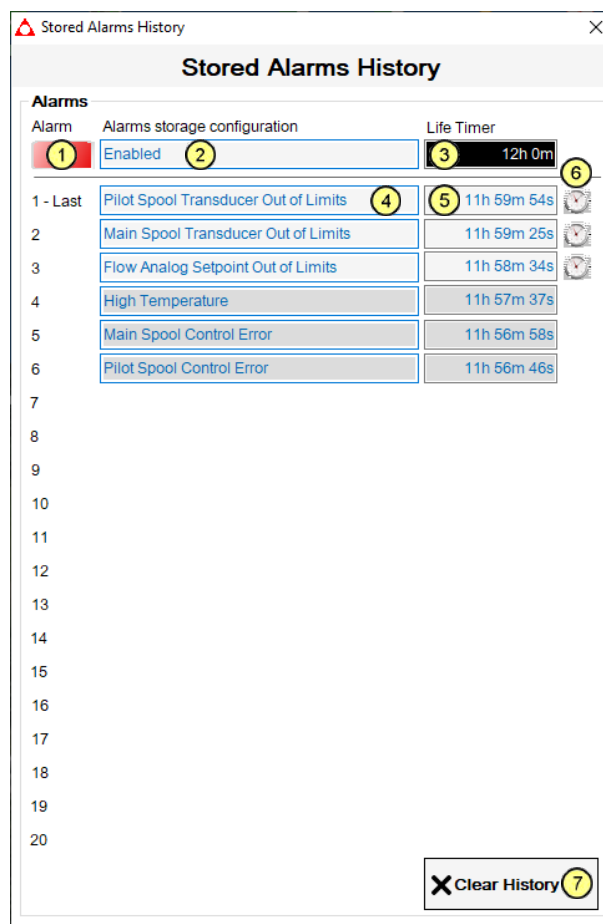 Stored Alarms History
Stored Alarms History
Alarms
Alarm Alarms storage configuration Life Timer
1 Enabled 2 3 12h 0m
6
1 - Last Pilot Spool Transducer Out of Limits 4 5 11h 59m 54s
2 Main Spool Transducer Out of Limits 11h 59m 25s
3 Flow Analog Setpoint Out of Limits 11h 58m 34s
4 High Temperature 11h 57m 37s
5 Main Spool Control Error 11h 56m 58s
6 Pilot Spool Control Error 11h 56m 46s
7
8
9
10
11
12
13
14
15
16
17
18
19
20
Clear History 7